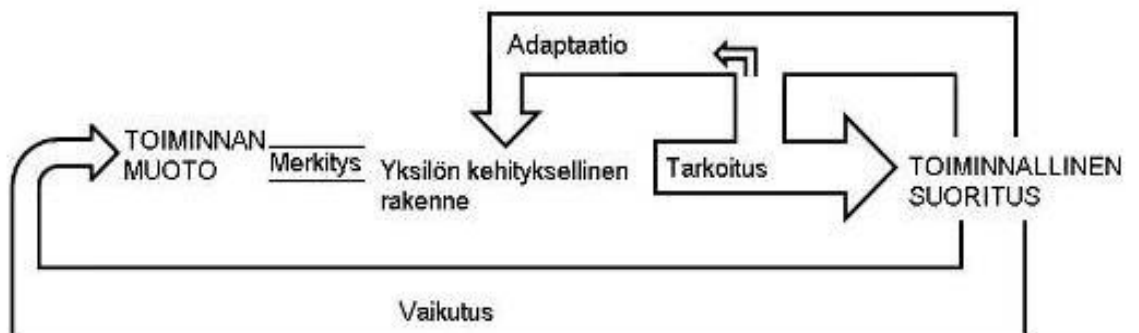 Adaptaatio
TOIMINNAN
MUOTO
Merkitys
Yksilön kehityksellinen
rakenne
Tarkoitus
TOIMINNALLINEN
SUORITUS
Vaikutus